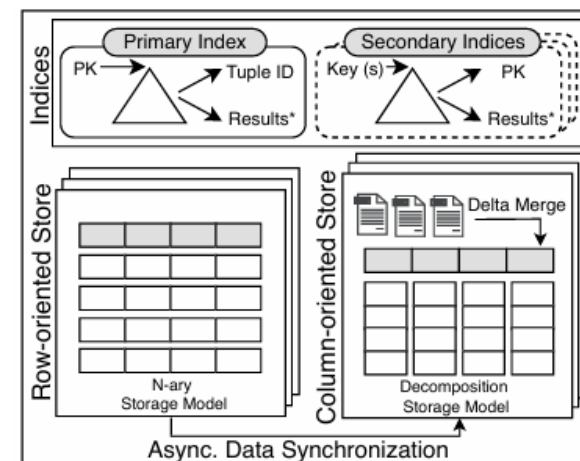 Indices
Primary Index
PK
Tuple ID
Results*
Secondary Indices
Key (s)
PK
Results*
Row-oriented Store
N-ary
Storage Model
Column-oriented Store
Delta Merge
Decomposition
Storage Model
Async. Data Synchronization